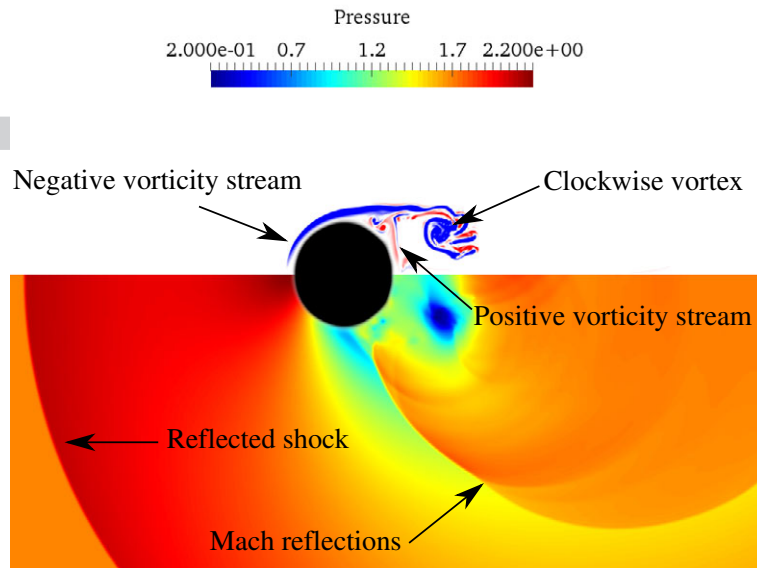 Pressure
2.000e-01 0.7 1.2 1.7 2.200e+00
Negative vorticity stream
Clockwise vortex
Positive vorticity stream
Reflected shock
Mach reflections